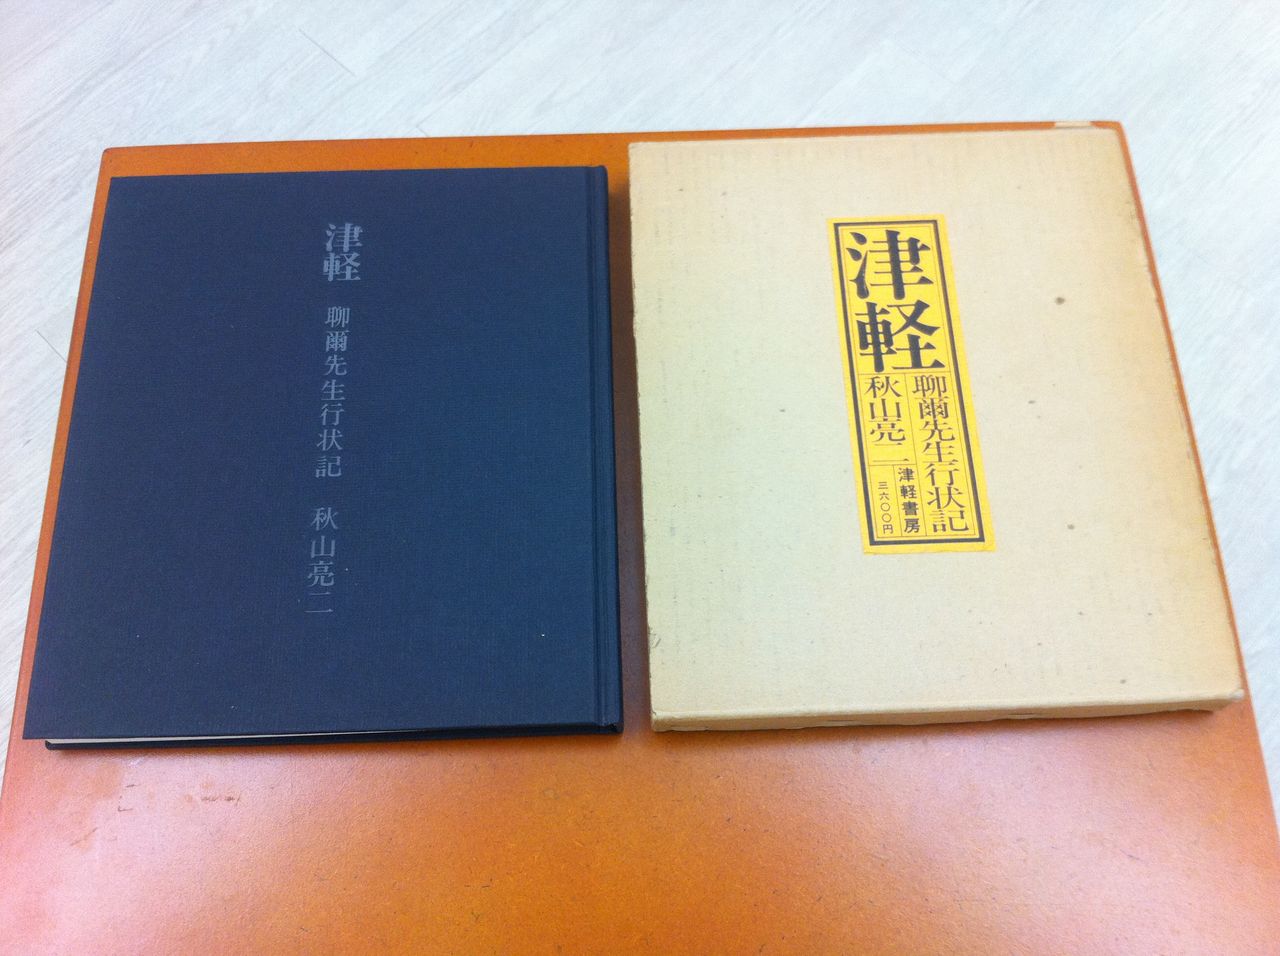 津軽 聊爾先生行状記 秋山亮二
津軽
聊爾先生行状記
秋山亮二
津軽書房
三六〇〇円